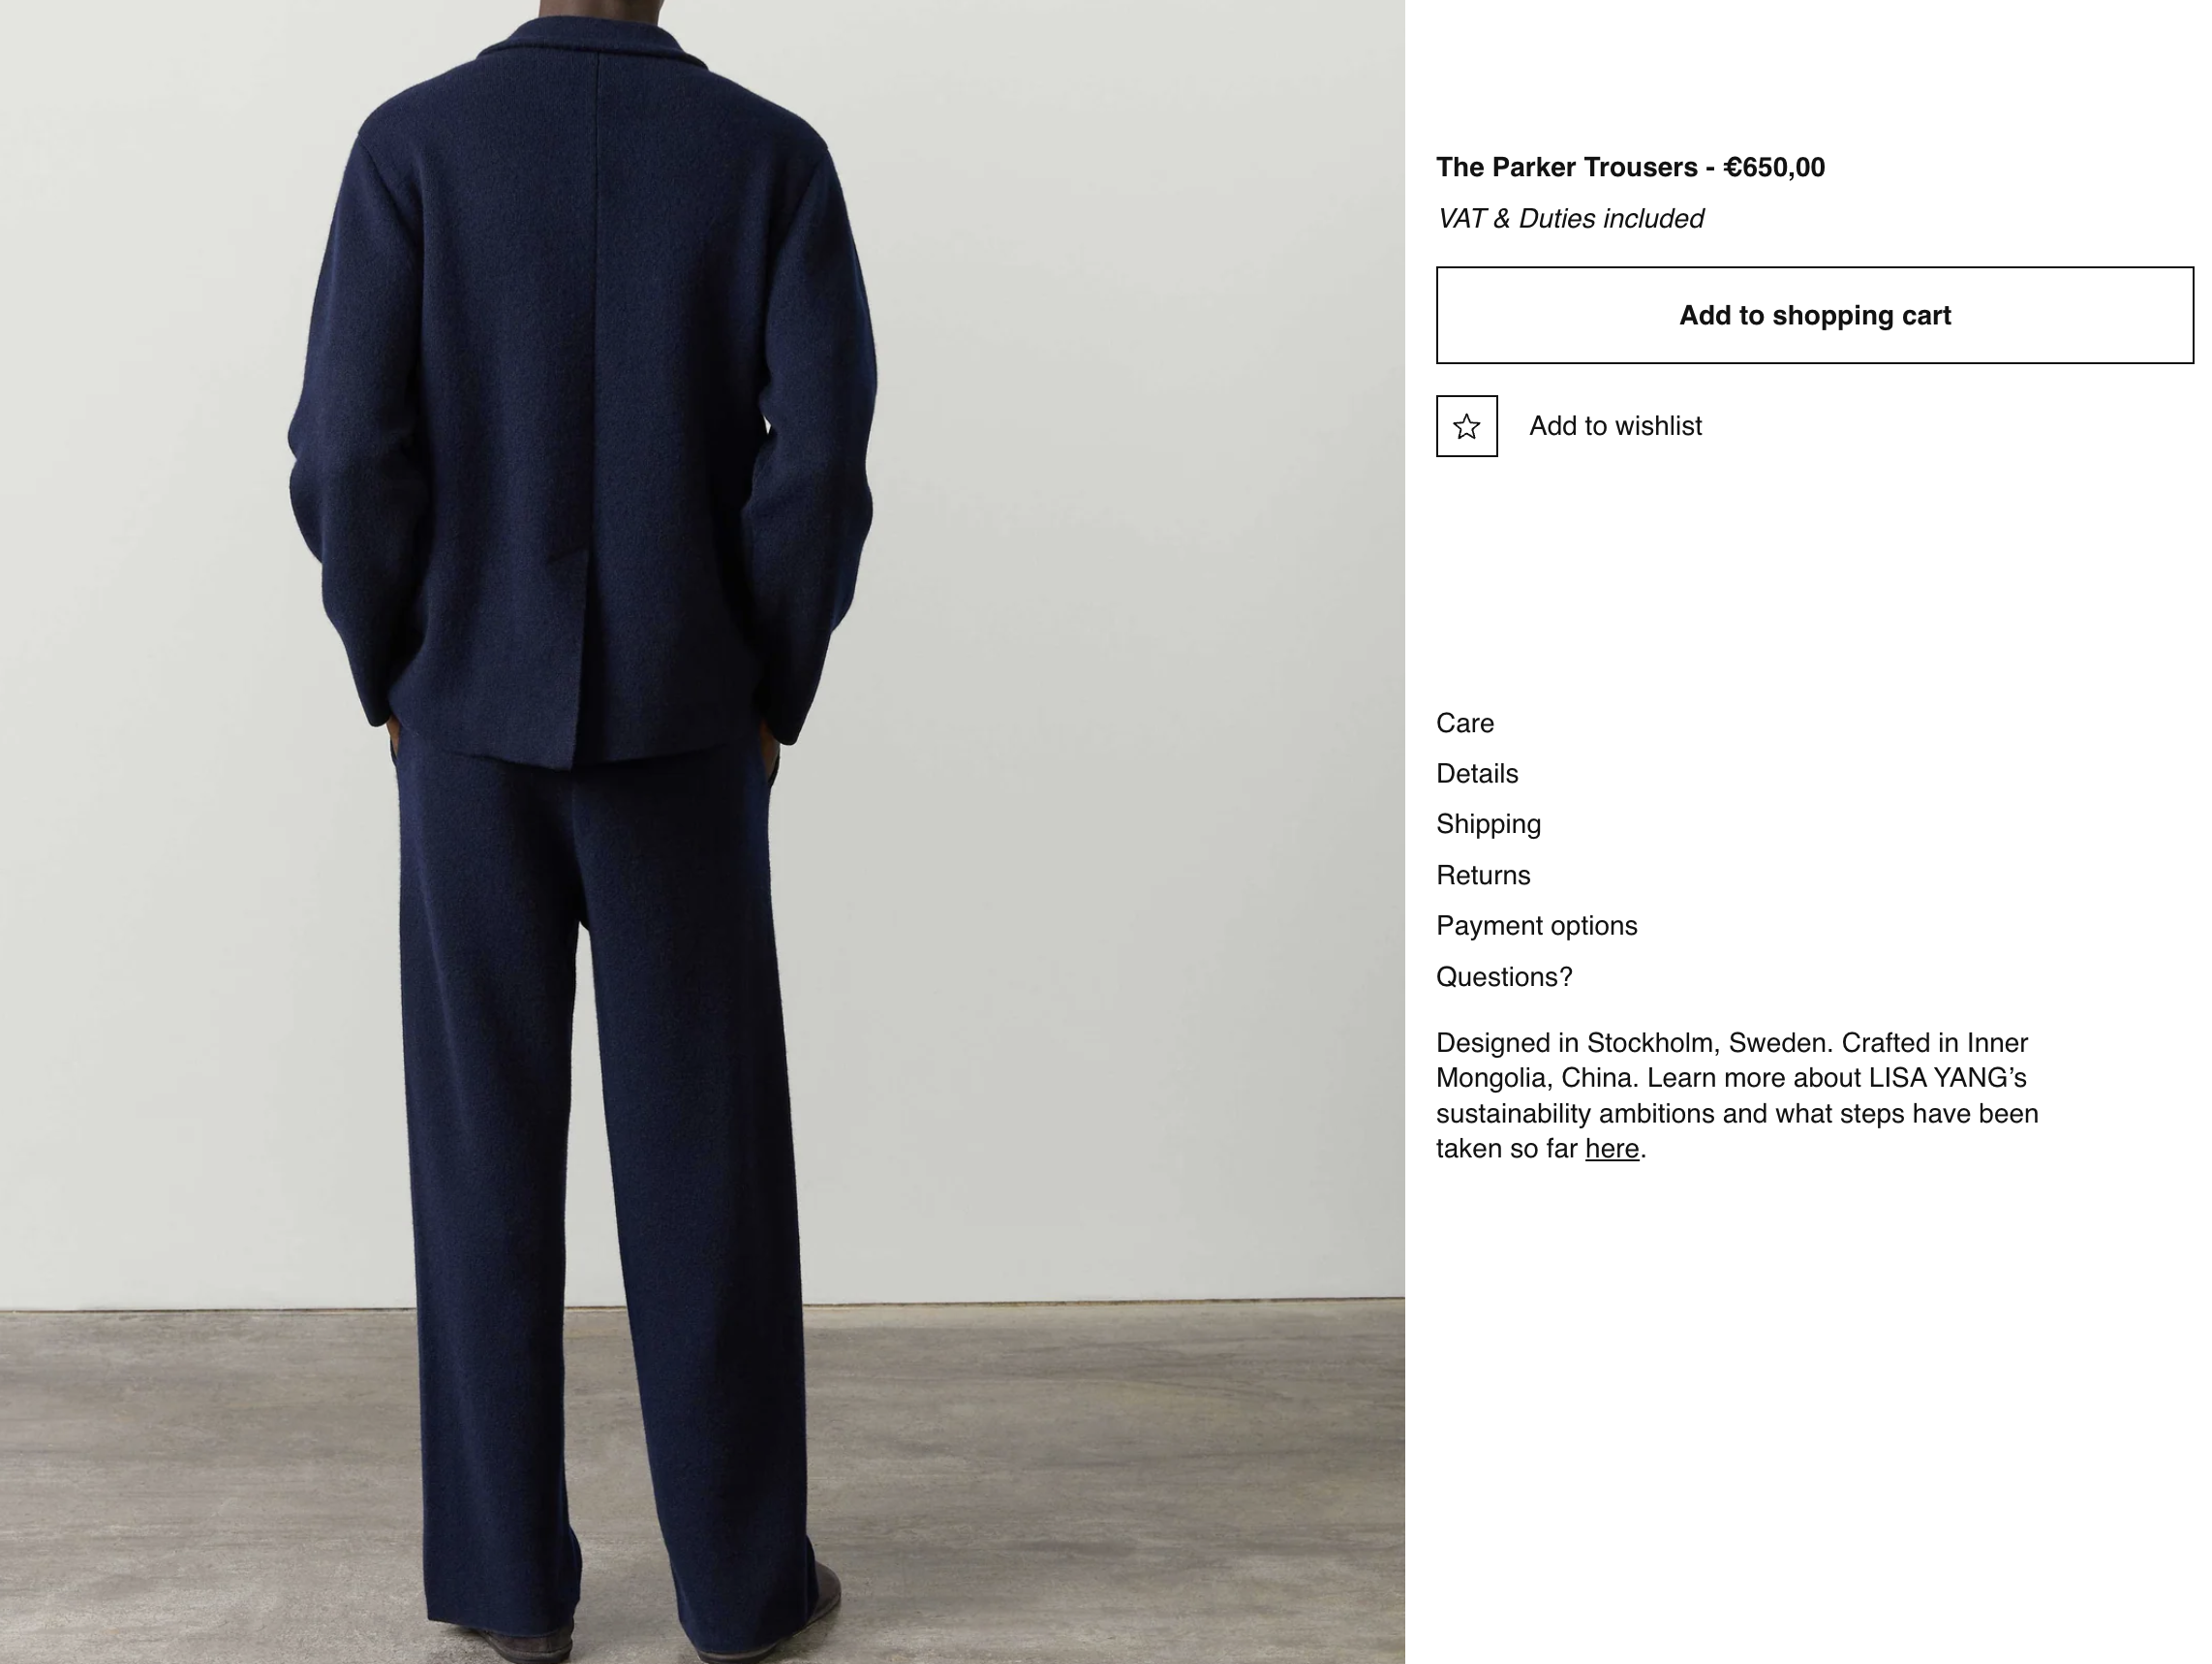 The Parker Trousers - €650,00
VAT & Duties included
Add to shopping cart
Add to wishlist
Care
Details
Shipping
Returns
Payment options
Questions?
Designed in Stockholm, Sweden. Crafted in Inner
Mongolia, China. Learn more about LISA YANG’s
sustainability ambitions and what steps have been
taken so far here.